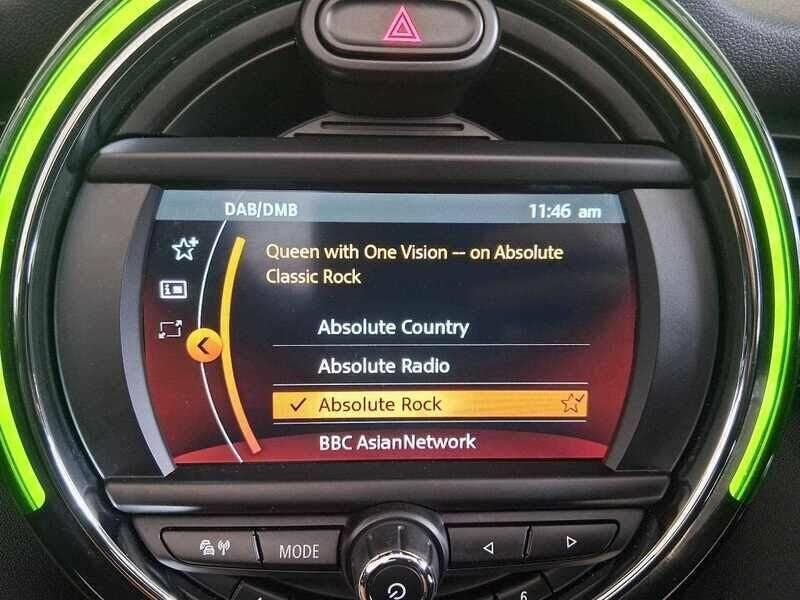 DAB/DMB 11:46 am
Queen with One Vision -- on Absolute
Classic Rock
Absolute Country
Absolute Radio
Absolute Rock
BBC AsianNetwork
MODE
6